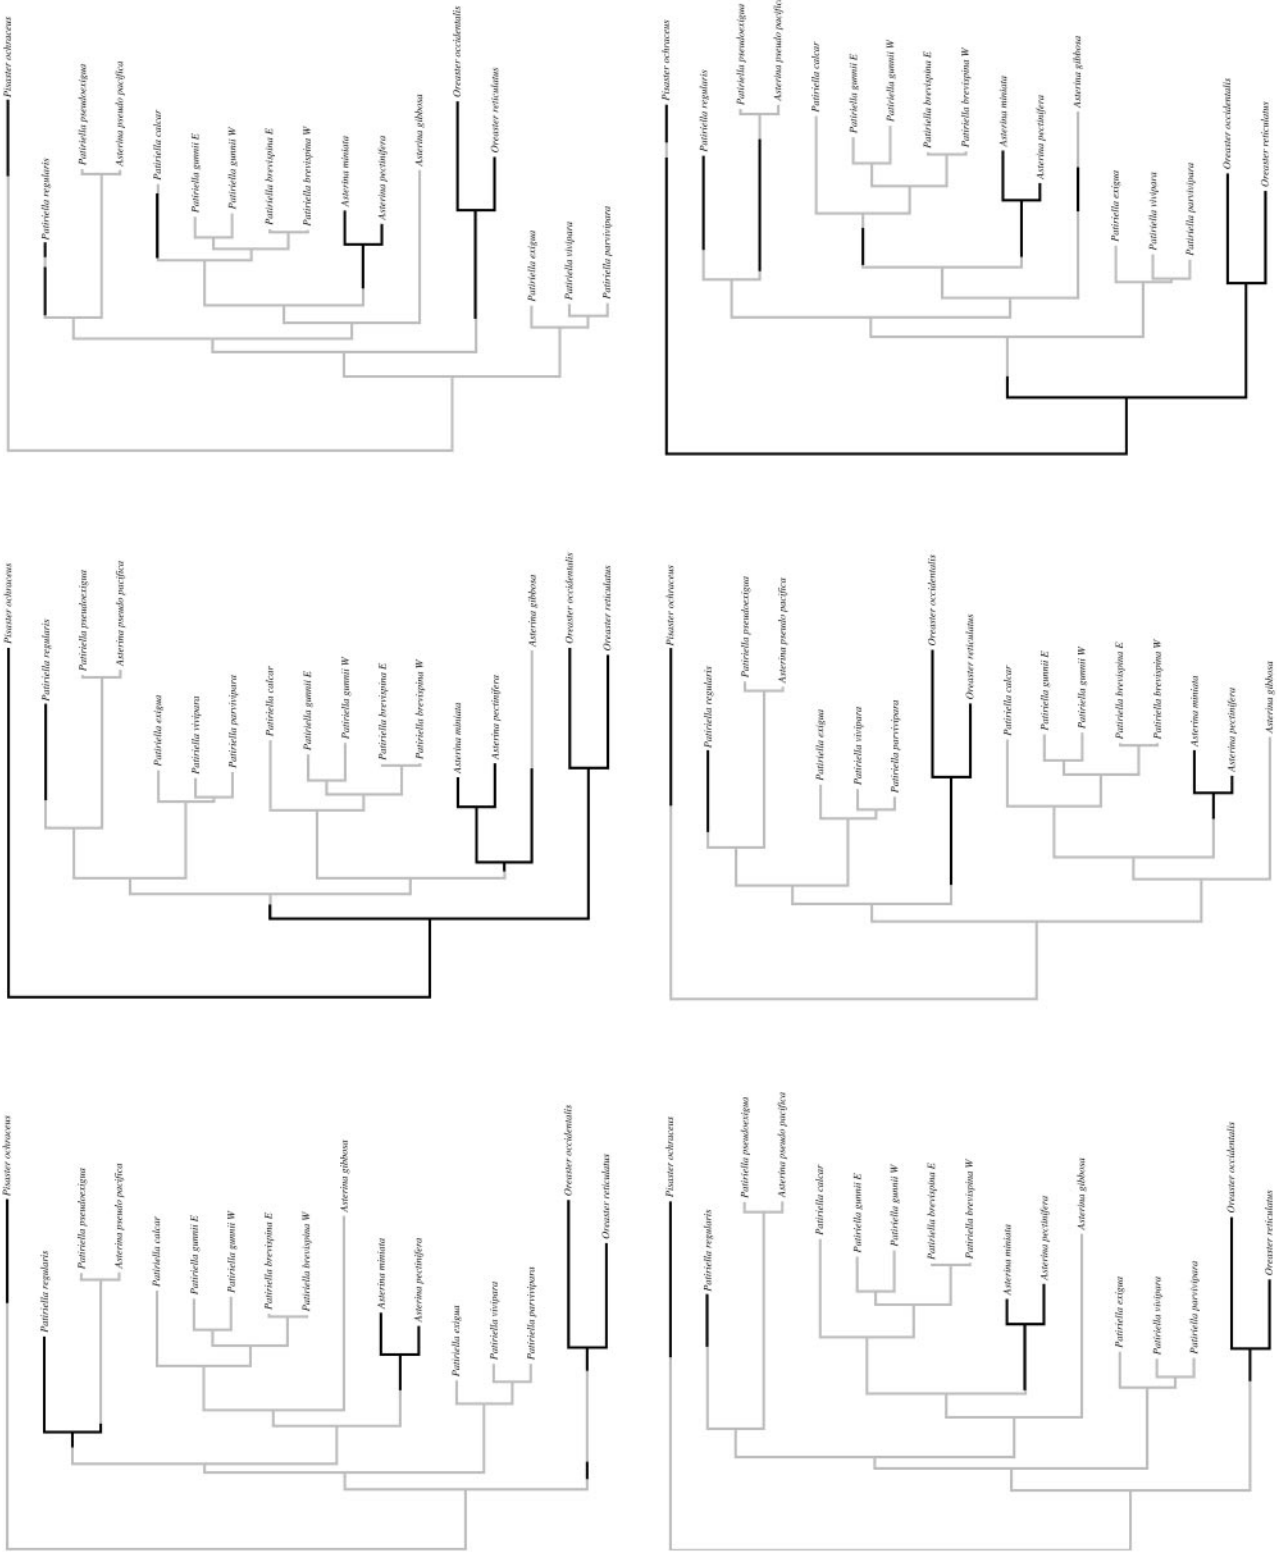 Pisaster ochraceus
Patiriella regularis
Patiriella pseudoexigua
Asterina pseudo pacifica
Patiriella calcar
Patiriella gunnii E
Patiriella gunnii W
Patiriella brevispina E
Patiriella brevispina W
Asterina miniata
Asterina pectinifera
Asterina gibbosa
Oreaster occidentalis
Oreaster reticulatus
Patiriella exigua
Patiriella vivipara
Patiriella parvivipara
Pisaster ochraceus
Patiriella regularis
Patiriella pseudoexigua
Asterina pseudo pacifica
Patiriella calcar
Patiriella gunnii E
Patiriella gunnii W
Patiriella brevispina E
Patiriella brevispina W
Asterina miniata
Asterina pectinifera
Asterina gibbosa
Patiriella exigua
Patiriella vivipara
Patiriella parvivipara
Oreaster occidentalis
Oreaster reticulatus
Pisaster ochraceus
Patiriella regularis
Patiriella pseudoexigua
Asterina pseudo pacifica
Patiriella exigua
Patiriella vivipara
Patiriella parvivipara
Patiriella calcar
Patiriella gunnii E
Patiriella gunnii W
Patiriella brevispina E
Patiriella brevispina W
Asterina miniata
Asterina pectinifera
Asterina gibbosa
Oreaster occidentalis
Oreaster reticulatus
Pisaster ochraceus
Patiriella regularis
Patiriella pseudoexigua
Asterina pseudo pacifica
Patiriella exigua
Patiriella vivipara
Patiriella parvivipara
Oreaster occidentalis
Oreaster reticulatus
Patiriella calcar
Patiriella gunnii E
Patiriella gunnii W
Patiriella brevispina E
Patiriella brevispina W
Asterina miniata
Asterina pectinifera
Asterina gibbosa
Pisaster ochraceus
Patiriella regularis
Patiriella pseudoexigua
Asterina pseudo pacifica
Patiriella calcar
Patiriella gunnii E
Patiriella gunnii W
Patiriella brevispina E
Patiriella brevispina W
Asterina gibbosa
Asterina miniata
Asterina pectinifera
Patiriella exigua
Patiriella vivipara
Patiriella parvivipara
Oreaster occidentalis
Oreaster reticulatus
Pisaster ochraceus
Patiriella regularis
Patiriella pseudoexigua
Asterina pseudo pacifica
Patiriella calcar
Patiriella gunnii E
Patiriella gunnii W
Patiriella brevispina E
Patiriella brevispina W
Asterina miniata
Asterina pectinifera
Asterina gibbosa
Patiriella exigua
Patiriella vivipara
Patiriella parvivipara
Oreaster occidentalis
Oreaster reticulatus